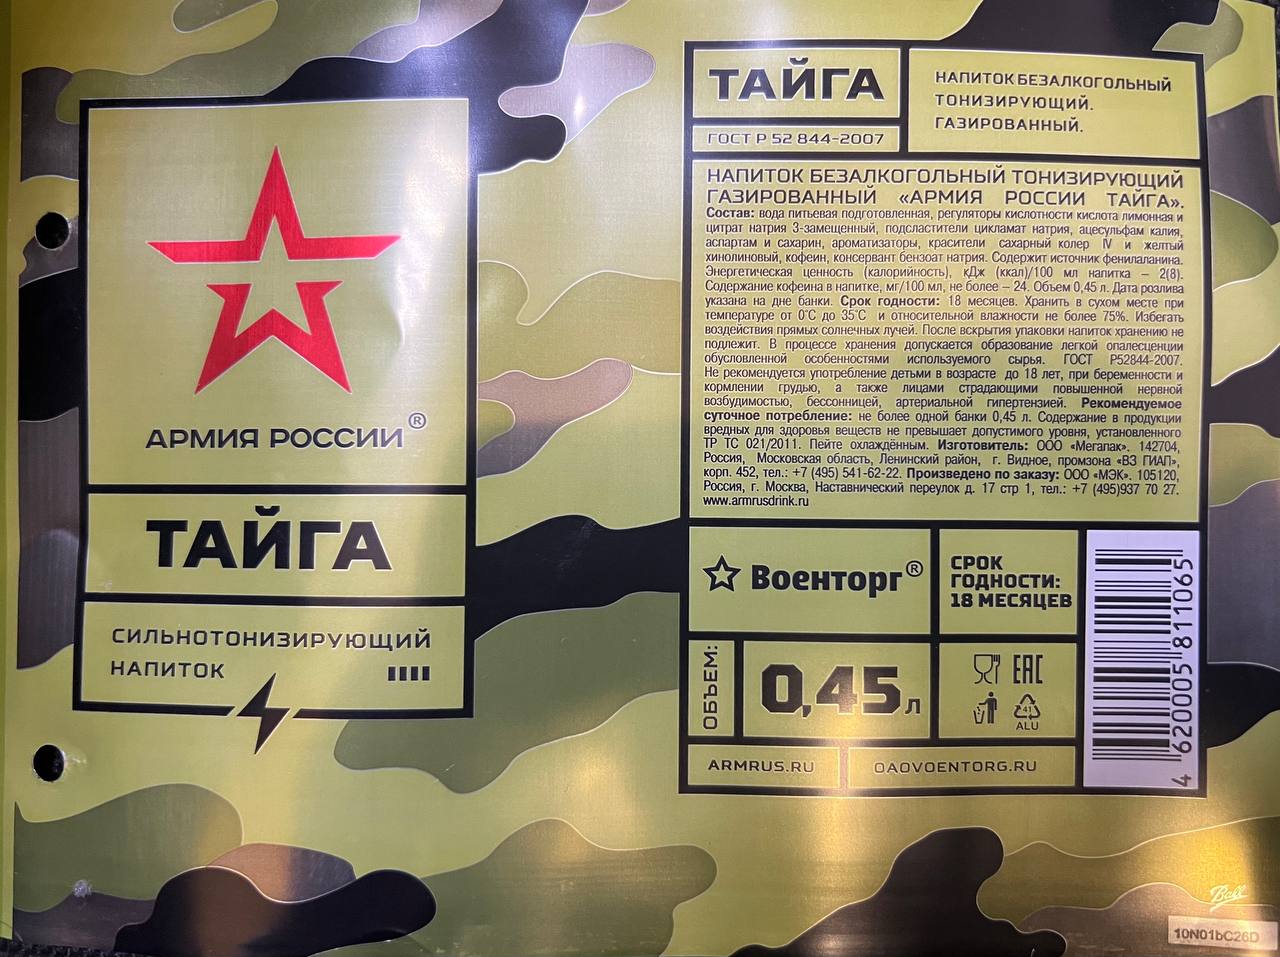 АРМИЯ РОССИИ®
ТАЙГА
СИЛЬНОТОНИЗИРУЮЩИЙ
НАПИТОК
ТАЙГА
ГОСТ Р 52 844-2007
НАПИТОК БЕЗАЛКОГОЛЬНЫЙ
ТОНИЗИРУЮЩИЙ.
ГАЗИРОВАННЫЙ.
НАПИТОК БЕЗАЛКОГОЛЬНЫЙ ТОНИЗИРУЮЩИЙ
ГАЗИРОВАННЫЙ «АРМИЯ РОССИИ ТАЙГА».
Состав: вода питьевая подготовленная, регуляторы кислотности кислота лимонная и
цитрат натрия 3-замещенный, подсластители цикламат натрия, ацесульфам калия,
аспартам и сахарин, ароматизаторы, красители сахарный колер IV и желтый
хинолиновый, кофеин, консервант бензоат натрия. Содержит источник фенилаланина.
Энергетическая ценность (калорийность), кДж (ккал)/100 мл напитка – 2(8).
Содержание кофеина в напитке, мг/100 мл, не более – 24. Объем 0,45 л. Дата розлива
указана на дне банки. Срок годности: 18 месяцев. Хранить в сухом месте при
температуре от 0°С до 35°С и относительной влажности не более 75%. Избегать
воздействия прямых солнечных лучей. После вскрытия упаковки напиток хранению не
подлежит. В процессе хранения допускается образование легкой опалесценции
обусловленной особенностями используемого сырья. ГОСТ Р52844-2007.
Не рекомендуется употребление детьми в возрасте до 18 лет, при беременности и
кормлении грудью, а также лицами страдающими повышенной нервной
возбудимостью, бессонницей, артериальной гипертензией. Рекомендуемое
суточное потребление: не более одной банки 0,45 л. Содержание в продукции
вредных для здоровья веществ не превышает допустимого уровня, установленного
ТР ТС 021/2011. Пейте охлаждённым. Изготовитель: ООО «Мегапак». 142704,
Россия, Московская область, Ленинский район, г. Видное, промзона «ВЗ ГИАП»,
корп. 452, тел.: +7 (495) 541-62-22. Произведено по заказу: ООО «МЭК». 105120,
Россия, г. Москва, Наставнический переулок д. 17 стр 1, тел.: +7 (495)937 70 27.
www.armrusdrink.ru
Военторг®
СРОК
ГОДНОСТИ:
18 МЕСЯЦЕВ
ОБЪЕМ:
0,45 л
EAC
41
ALU
ARMRUS.RU
OAOVOENTORG.RU
4 620005 811065
Ball
10N01bC26D